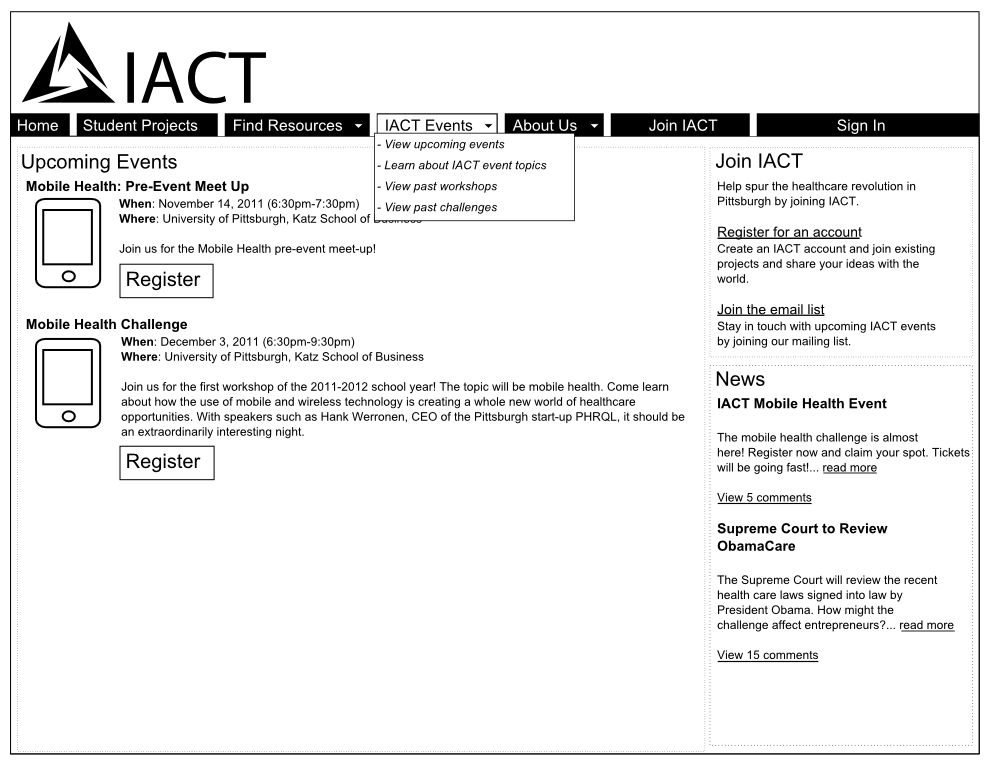 IACT
Home Student Projects Find Resources IACT Events About Us Join IACT Sign In
- View upcoming events
- Learn about IACT event topics
- View past workshops
- View past challenges
Upcoming Events
Mobile Health: Pre-Event Meet Up
When: November 14, 2011 (6:30pm-7:30pm)
Where: University of Pittsburgh, Katz School of Business
Join us for the Mobile Health pre-event meet-up!
Register
Mobile Health Challenge
When: December 3, 2011 (6:30pm-9:30pm)
Where: University of Pittsburgh, Katz School of Business
Join us for the first workshop of the 2011-2012 school year! The topic will be mobile health. Come learn
about how the use of mobile and wireless technology is creating a whole new world of healthcare
opportunities. With speakers such as Hank Werronen, CEO of the Pittsburgh start-up PHRQL, it should be
an extraordinarily interesting night.
Register
Join IACT
Help spur the healthcare revolution in
Pittsburgh by joining IACT.
Register for an account
Create an IACT account and join existing
projects and share your ideas with the
world.
Join the email list
Stay in touch with upcoming IACT events
by joining our mailing list.
News
IACT Mobile Health Event
The mobile health challenge is almost
here! Register now and claim your spot. Tickets
will be going fast!... read more
View 5 comments
Supreme Court to Review
ObamaCare
The Supreme Court will review the recent
health care laws signed into law by
President Obama. How might the
challenge affect entrepreneurs?... read more
View 15 comments